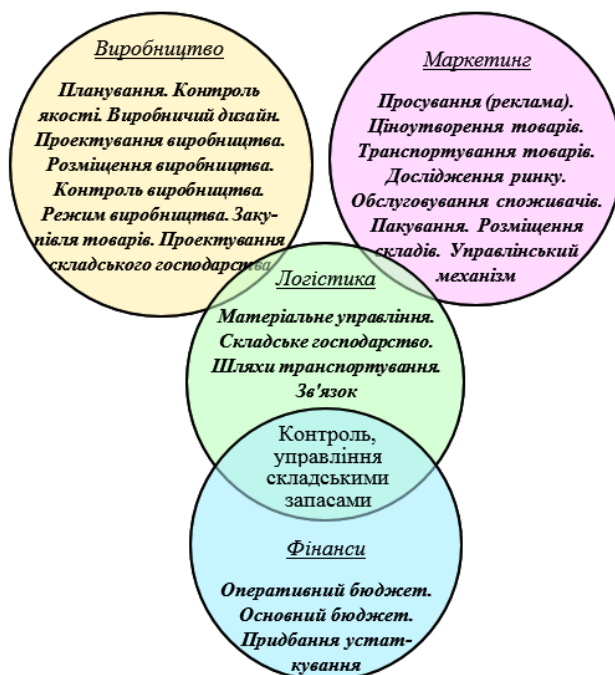 Виробництво
Планування. Контроль
якості. Виробничий дизайн.
Проектування виробництва.
Розміщення виробництва.
Контроль виробництва.
Режим виробництва. Заку-
півля товарів. Проектування
складського господарства
Маркетинг
Просування (реклама).
Ціноутворення товарів.
Транспортування товарів.
Дослідження ринку.
Обслуговування споживачів.
Пакування. Розміщення
складів. Управлінський
механізм
Логістика
Матеріальне управління.
Складське господарство.
Шляхи транспортування.
Зв'язок
Контроль,
управління
складськими
запасами
Фінанси
Оперативний бюджет.
Основний бюджет.
Придбання устат-
кування